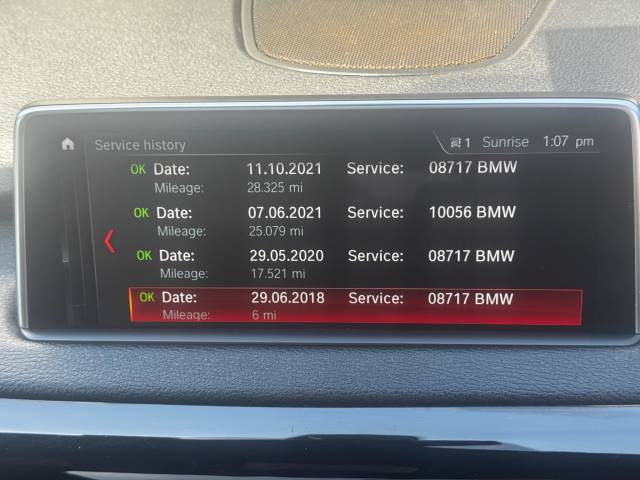 Service history 1 Sunrise 1:07 pm
OK Date: 11.10.2021 Service: 08717 BMW
Mileage: 28.325 mi
OK Date: 07.06.2021 Service: 10056 BMW
Mileage: 25.079 mi
OK Date: 29.05.2020 Service: 08717 BMW
Mileage: 17.521 mi
OK Date: 29.06.2018 Service: 08717 BMW
Mileage: 6 mi